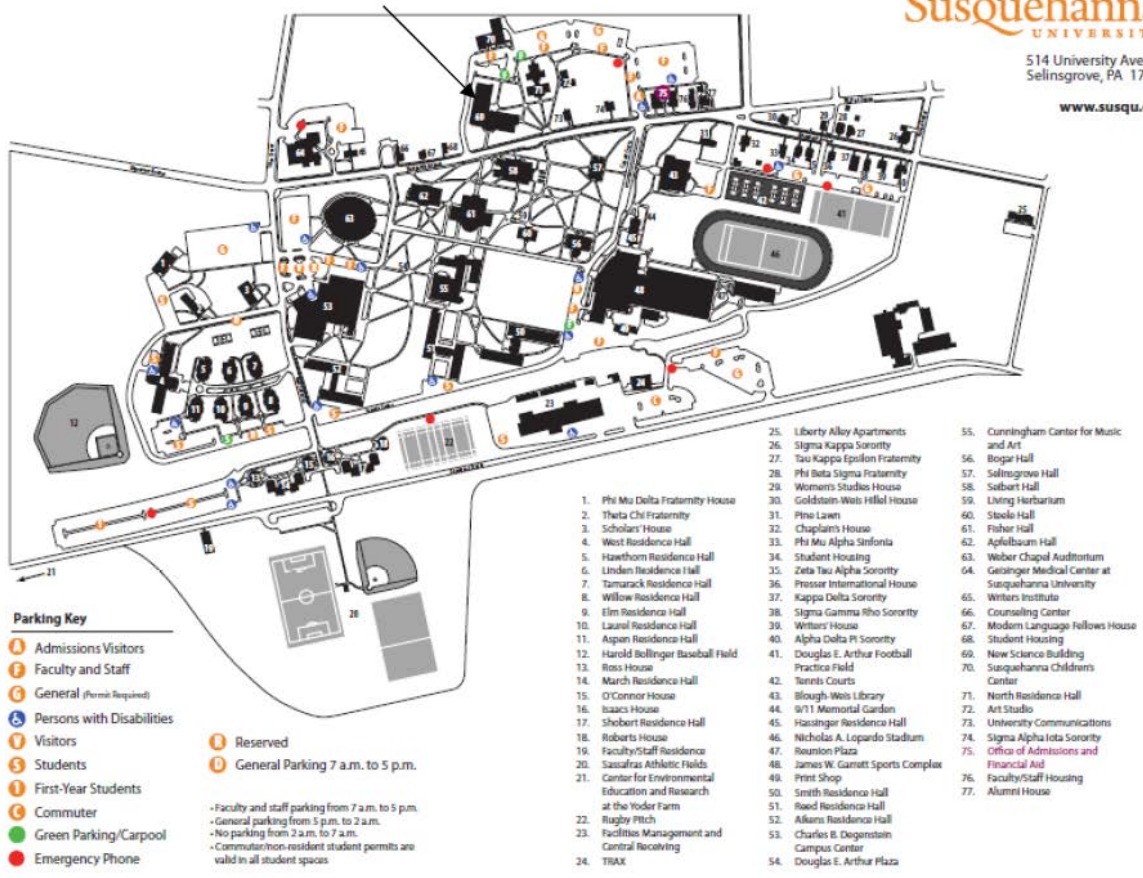 Susquehanna
UNIVERSIT
514 University Ave
Selinsgrove, PA 17
www.susqu.
Parking Key
A Admissions Visitors
F Faculty and Staff
G General (Permit Required)
Persons with Disabilities
V Visitors
S Students
1 First-Year Students
C Commuter
Green Parking/Carpool
Emergency Phone
R Reserved
D General Parking 7 a.m. to 5 p.m.
- Faculty and staff parking from 7 a.m. to 5 p.m.
- General parking from 5 p.m. to 2 a.m.
- No parking from 2 a.m. to 7 a.m.
- Commuter/non-resident student permits are
valid in all student spaces
1. Phi Mu Delta Fraternity House
2. Theta Chi Fraternity
3. Scholars' House
4. West Residence Hall
5. Hawthorn Residence Hall
6. Linden Residence Hall
7. Tamarack Residence Hall
8. Willow Residence Hall
9. Elm Residence Hall
10. Laurel Residence Hall
11. Aspen Residence Hall
12. Harold Bollinger Baseball Field
13. Ross House
14. March Residence Hall
15. O'Connor House
16. Isaacs House
17. Shobert Residence Hall
18. Roberts House
19. Faculty/Staff Residence
20. Sassafras Athletic Fields
21. Center for Environmental
Education and Research
at the Yoder Farm
22. Rugby Pitch
23. Facilities Management and
Central Receiving
24. TRAX
25. Liberty Alley Apartments
26. Sigma Kappa Sorority
27. Tau Kappa Epsilon Fraternity
28. Phi Beta Sigma Fraternity
29. Women's Studies House
30. Goldstein-Weis Hillel House
31. Pine Lawn
32. Chaplain's House
33. Phi Mu Alpha Sinfonia
34. Student Housing
35. Zeta Tau Alpha Sorority
36. Presser International House
37. Kappa Delta Sorority
38. Sigma Gamma Rho Sorority
39. Writers' House
40. Alpha Delta Pi Sorority
41. Douglas E. Arthur Football
Practice Field
42. Tennis Courts
43. Blough-Weis Library
44. 9/11 Memorial Garden
45. Hassinger Residence Hall
46. Nicholas A. Lopardo Stadium
47. Reunion Plaza
48. James W. Garrett Sports Complex
49. Print Shop
50. Smith Residence Hall
51. Reed Residence Hall
52. Aikens Residence Hall
53. Charles B. Degenstein
Campus Center
54. Douglas E. Arthur Plaza
55. Cunningham Center for Music
and Art
56. Bogar Hall
57. Selinsgrove Hall
58. Seibert Hall
59. Living Herbarium
60. Steele Hall
61. Fisher Hall
62. Apfelbaum Hall
63. Weber Chapel Auditorium
64. Geisinger Medical Center at
Susquehanna University
65. Writers Institute
66. Counseling Center
67. Modern Language Fellows House
68. Student Housing
69. New Science Building
70. Susquehanna Children's
Center
71. North Residence Hall
72. Art Studio
73. University Communications
74. Sigma Alpha Iota Sorority
75. Office of Admissions and
Financial Aid
76. Faculty/Staff Housing
77. Alumni House